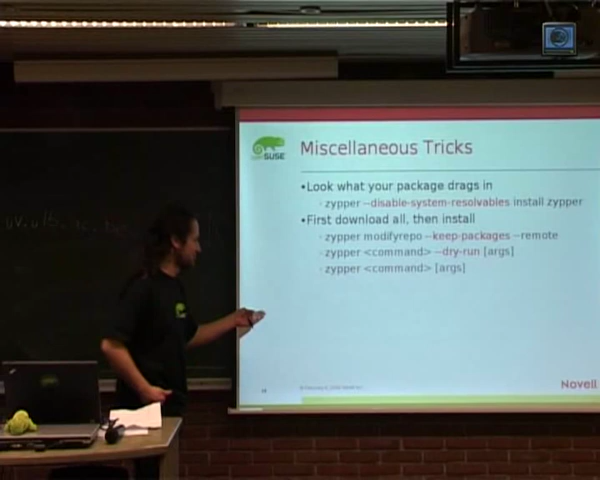 openSUSE
Miscellaneous Tricks
•Look what your package drags in
zypper --disable-system-resolvables install zypper
•First download all, then install
zypper modifyrepo --keep-packages --remote
zypper <command> --dry-run [args]
zypper <command> [args]
Novell